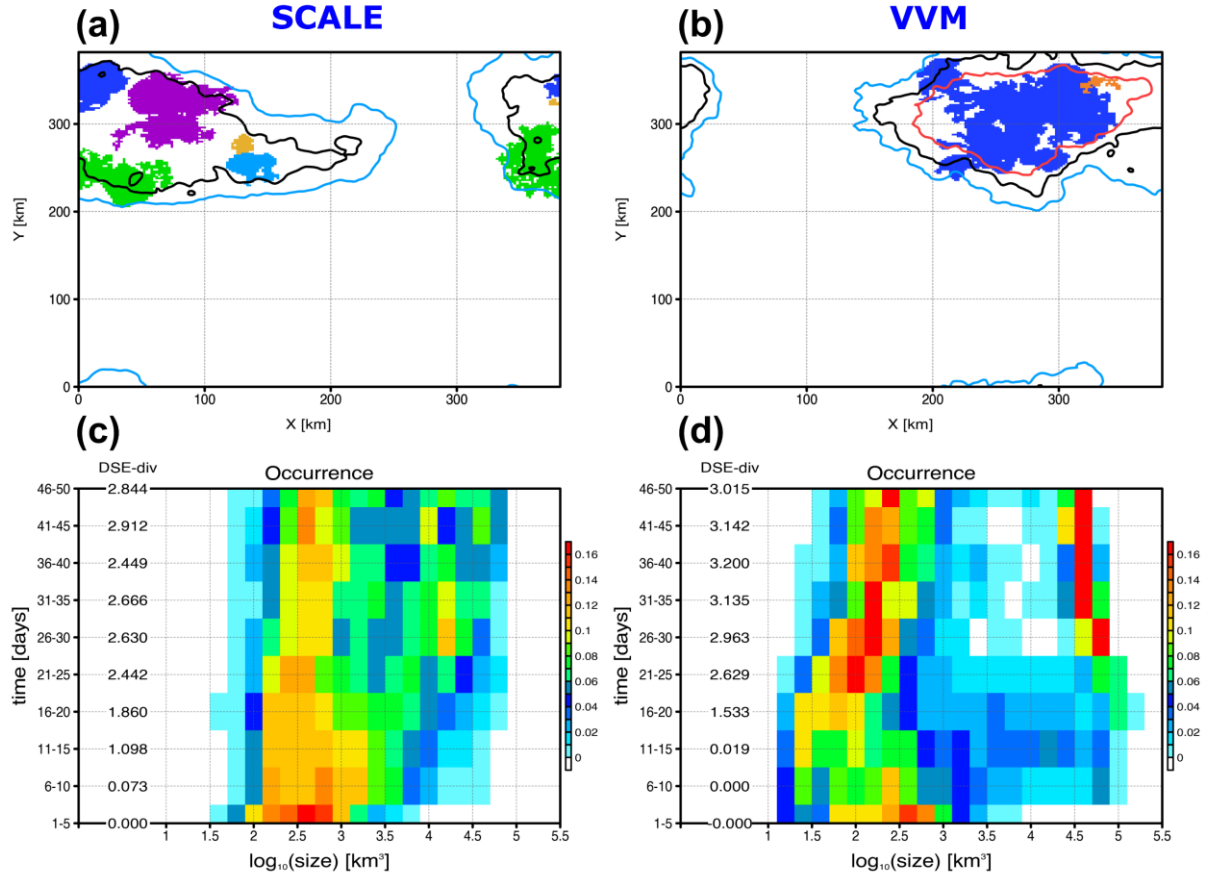 (a) SCALE
(b) VVM
300
200
100
0
Y [km]
0 100 200 300
X [km]
300
200
100
0
Y [km]
0 100 200 300
X [km]
(c)
DSE-div Occurrence
46-50 2.844
41-45 2.912
36-40 2.449
31-35 2.666
26-30 2.630
21-25 2.442
16-20 1.860
11-15 1.098
6-10 0.073
1-5 0.000
time [days]
1 1.5 2 2.5 3 3.5 4 4.5 5 5.5
log₁₀(size) [km³]
0.16
0.14
0.12
0.1
0.08
0.06
0.04
0.02
0
(d)
DSE-div Occurrence
46-50 3.015
41-45 3.142
36-40 3.200
31-35 3.135
26-30 2.963
21-25 2.629
16-20 1.533
11-15 0.019
6-10 0.000
1-5 -0.000
time [days]
1 1.5 2 2.5 3 3.5 4 4.5 5 5.5
log₁₀(size) [km³]
0.16
0.14
0.12
0.1
0.08
0.06
0.04
0.02
0